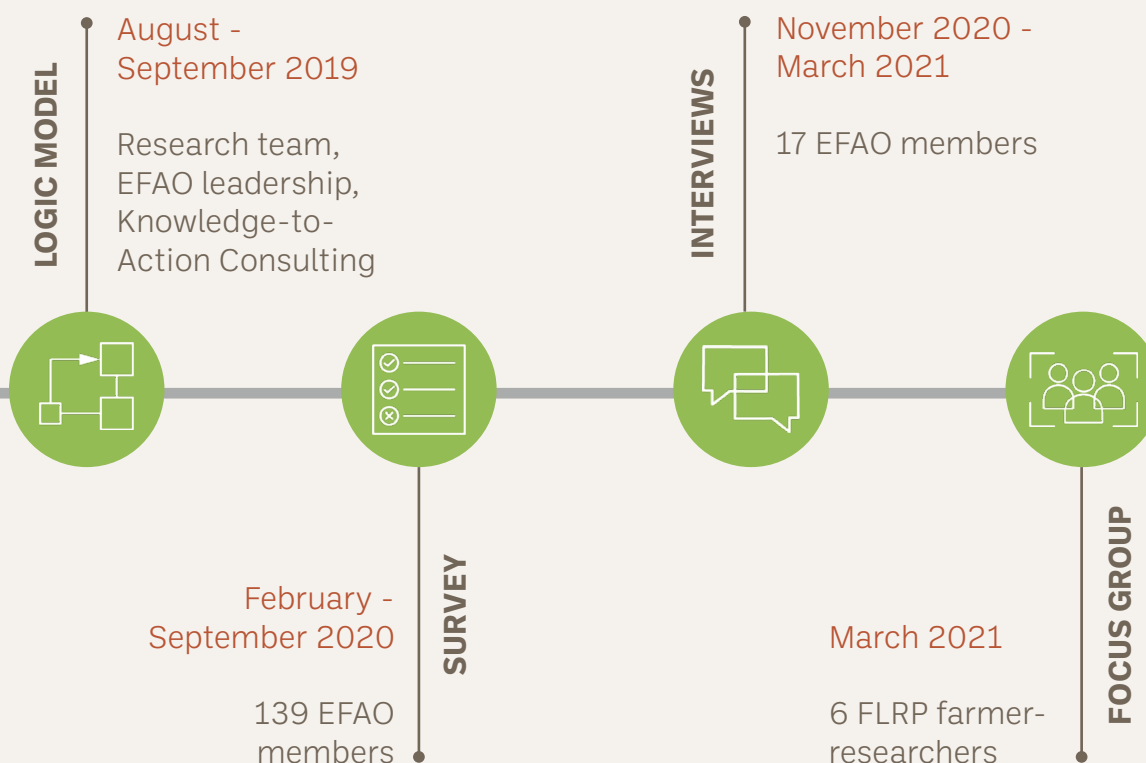 LOGIC MODEL
August -
September 2019
Research team,
EFAO leadership,
Knowledge-to-
Action Consulting
SURVEY
February -
September 2020
139 EFAO
members
INTERVIEWS
November 2020 -
March 2021
17 EFAO members
FOCUS GROUP
March 2021
6 FLRP farmer-
researchers